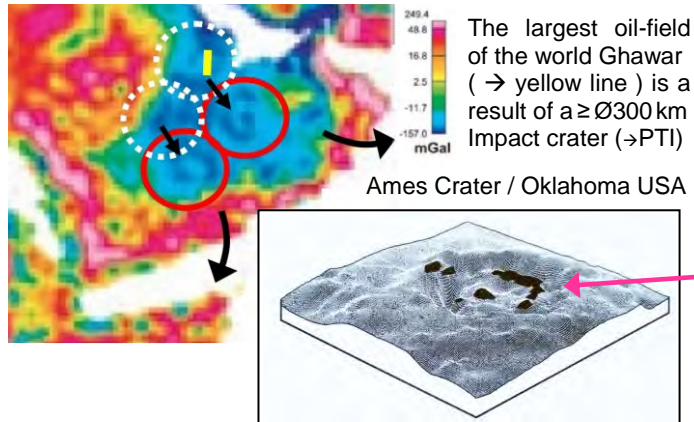 249.4
48.8
16.8
2.5
-11.7
-157.0
mGal
The largest oil-field
of the world Ghawar
( → yellow line ) is a
result of a ≥ Ø300 km
Impact crater (→PTI)
Ames Crater / Oklahoma USA